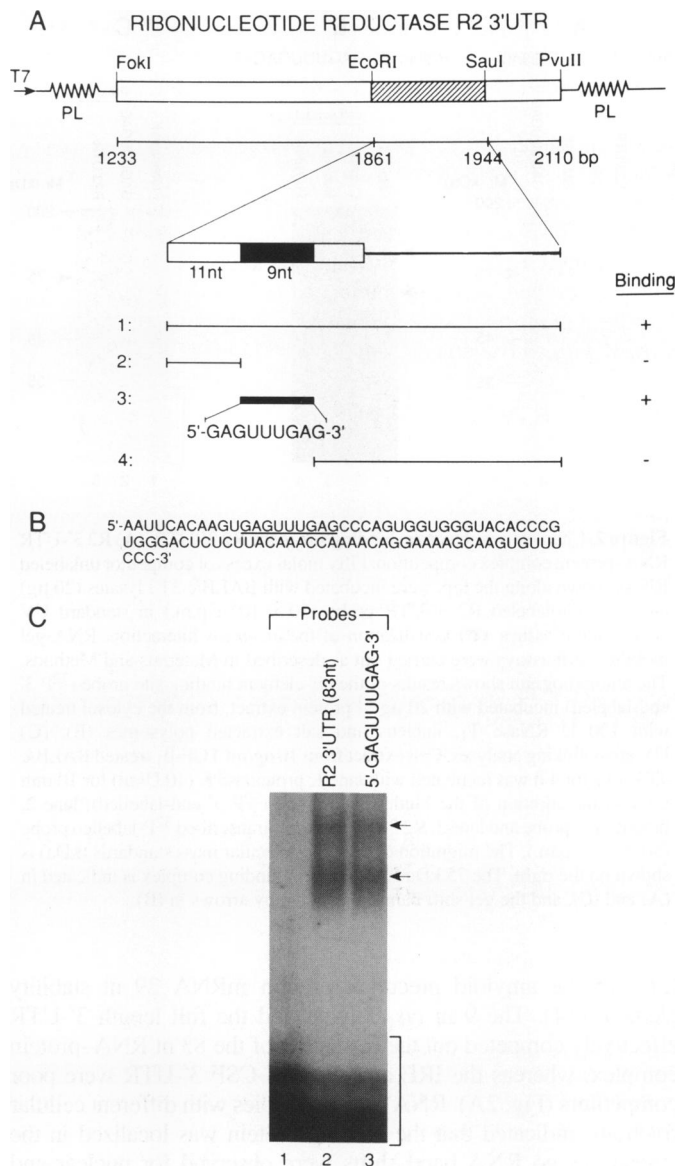 A
RIBONUCLEOTIDE REDUCTASE R2 3'UTR
FokI EcoRI SauI PvuII
T7
PL PL
1233 1861 1944 2110 bp
11nt 9nt
Binding
1: +
2: -
3: +
5'-GAGUUUGAG-3'
4: -
B
5'-AAUUCACAAGUGAGUUUGAGCCCAGUGGUGGGUACACCCG
UGGGACUCUCUUACAAACCAAAACAGGAAAAGCAAGUGUUU
CCC-3'
C
Probes
R2 3'UTR (83nt)
5'-GAGUUUGAG-3'
1 2 3